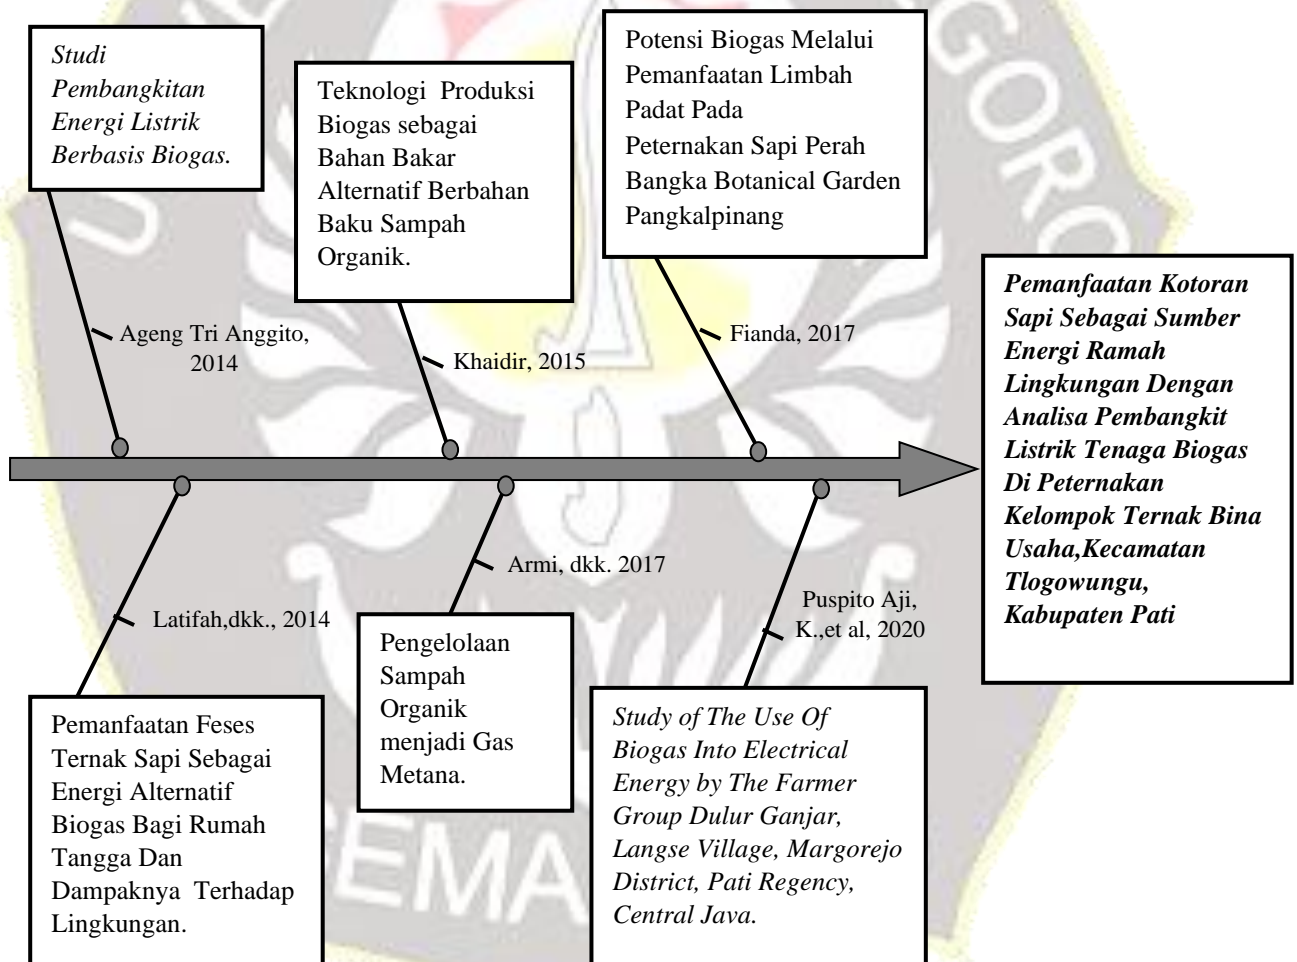 Studi
Pembangkitan
Energi Listrik
Berbasis Biogas.
Teknologi Produksi
Biogas sebagai
Bahan Bakar
Alternatif Berbahan
Baku Sampah
Organik.
Potensi Biogas Melalui
Pemanfaatan Limbah
Padat Pada
Peternakan Sapi Perah
Bangka Botanical Garden
Pangkalpinang
Ageng Tri Anggito,
2014
Khaidir, 2015
Fianda, 2017
Pemanfaatan Kotoran
Sapi Sebagai Sumber
Energi Ramah
Lingkungan Dengan
Analisa Pembangkit
Listrik Tenaga Biogas
Di Peternakan
Kelompok Ternak Bina
Usaha,Kecamatan
Tlogowungu,
Kabupaten Pati
Latifah,dkk., 2014
Armi, dkk. 2017
Puspito Aji,
K.,et al, 2020
Pemanfaatan Feses
Ternak Sapi Sebagai
Energi Alternatif
Biogas Bagi Rumah
Tangga Dan
Dampaknya Terhadap
Lingkungan.
Pengelolaan
Sampah
Organik
menjadi Gas
Metana.
Study of The Use Of
Biogas Into Electrical
Energy by The Farmer
Group Dulur Ganjar,
Langse Village, Margorejo
District, Pati Regency,
Central Java.